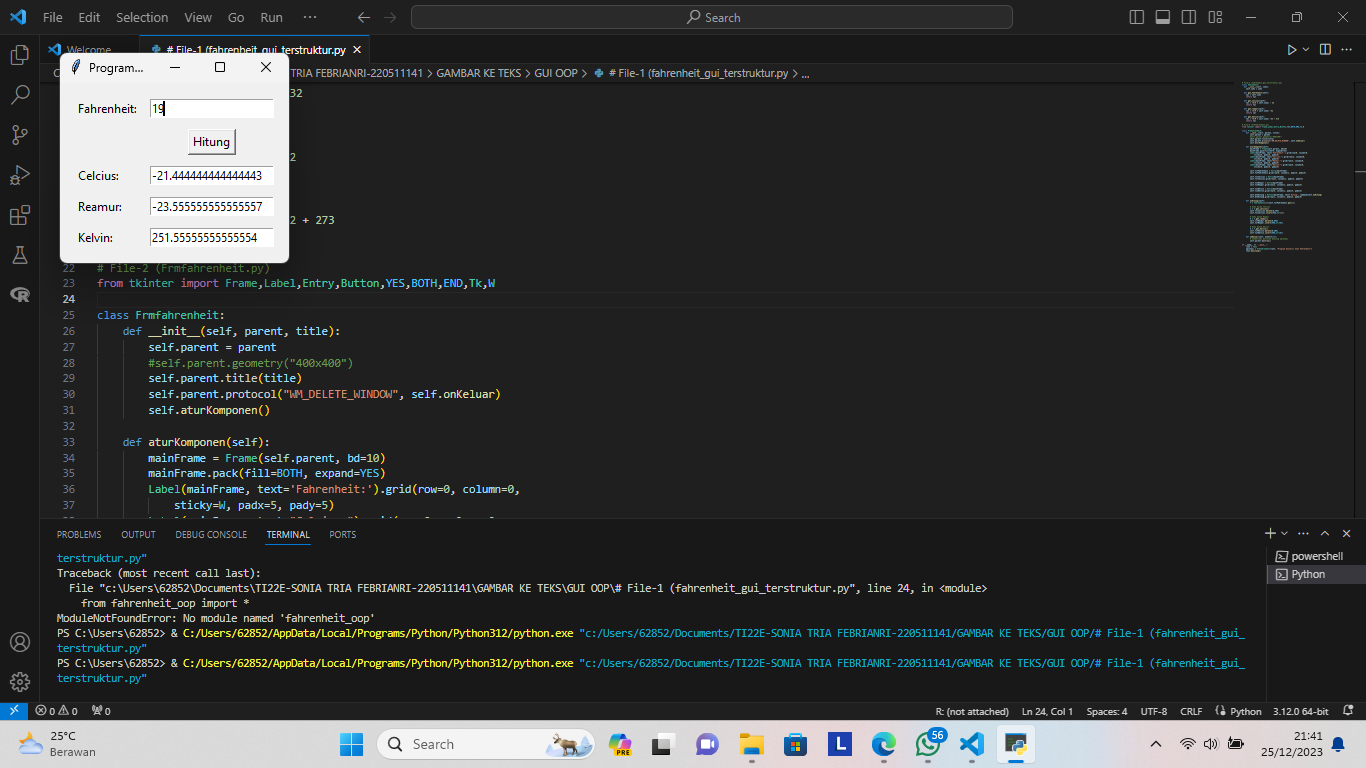 File Edit Selection View Go Run ··· Search
Welcome # File-1 (fahrenheit_gui_terstruktur.py
TRIA FEBRIANRI-220511141 > GAMBAR KE TEKS > GUI OOP > # File-1 (fahrenheit_gui_terstruktur.py > ...
Program...
Fahrenheit: 19
Hitung
Celcius: -21.444444444444443
Reamur: -23.555555555555557
Kelvin: 251.55555555555554
32
2
2 + 273
22 # File-2 (Frmfahrenheit.py)
23 from tkinter import Frame,Label,Entry,Button,YES,BOTH,END,Tk,W
24
25 class Frmfahrenheit:
26 def __init__(self, parent, title):
27 self.parent = parent
28 #self.parent.geometry("400x400")
29 self.parent.title(title)
30 self.parent.protocol("WM_DELETE_WINDOW", self.onKeluar)
31 self.aturKomponen()
32
33 def aturKomponen(self):
34 mainFrame = Frame(self.parent, bd=10)
35 mainFrame.pack(fill=BOTH, expand=YES)
36 Label(mainFrame, text='Fahrenheit:').grid(row=0, column=0,
37 sticky=W, padx=5, pady=5)
PROBLEMS OUTPUT DEBUG CONSOLE TERMINAL PORTS
powershell
Python
terstruktur.py"
Traceback (most recent call last):
File "c:\Users\62852\Documents\TI22E-SONIA TRIA FEBRIANRI-220511141\GAMBAR KE TEKS\GUI OOP\# File-1 (fahrenheit_gui_terstruktur.py", line 24, in <module>
from fahrenheit_oop import *
ModuleNotFoundError: No module named 'fahrenheit_oop'
PS C:\Users\62852> & C:/Users/62852/AppData/Local/Programs/Python/Python312/python.exe "c:/Users/62852/Documents/TI22E-SONIA TRIA FEBRIANRI-220511141/GAMBAR KE TEKS/GUI OOP/# File-1 (fahrenheit_gui_
terstruktur.py"
PS C:\Users\62852> & C:/Users/62852/AppData/Local/Programs/Python/Python312/python.exe "c:/Users/62852/Documents/TI22E-SONIA TRIA FEBRIANRI-220511141/GAMBAR KE TEKS/GUI OOP/# File-1 (fahrenheit_gui_
terstruktur.py"
0 0 0 R: (not attached) Ln 24, Col 1 Spaces: 4 UTF-8 CRLF Python 3.12.0 64-bit
25°C
Berawan
Search
PRE
L
56
21:41
25/12/2023